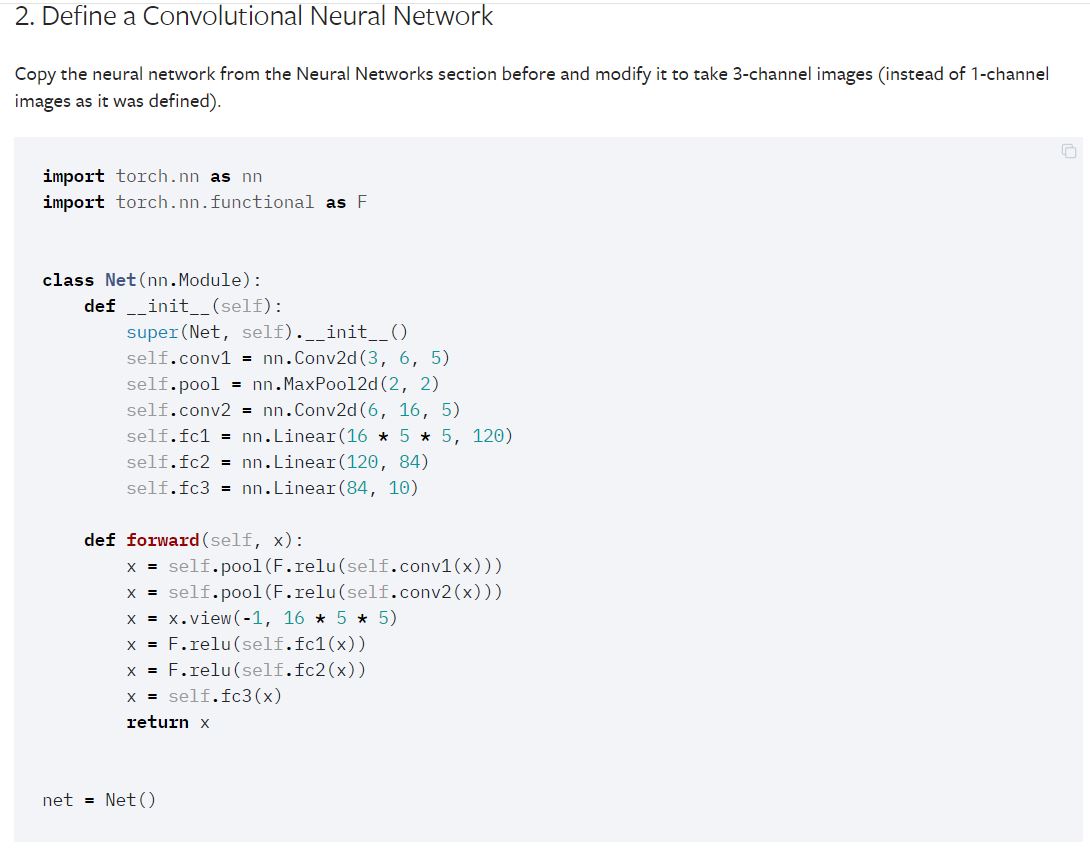 2. Define a Convolutional Neural Network
Copy the neural network from the Neural Networks section before and modify it to take 3-channel images (instead of 1-channel
images as it was defined).
import torch.nn as nn
import torch.nn.functional as F
class Net(nn.Module):
    def __init__(self):
        super(Net, self).__init__()
        self.conv1 = nn.Conv2d(3, 6, 5)
        self.pool = nn.MaxPool2d(2, 2)
        self.conv2 = nn.Conv2d(6, 16, 5)
        self.fc1 = nn.Linear(16 * 5 * 5, 120)
        self.fc2 = nn.Linear(120, 84)
        self.fc3 = nn.Linear(84, 10)
    def forward(self, x):
        x = self.pool(F.relu(self.conv1(x)))
        x = self.pool(F.relu(self.conv2(x)))
        x = x.view(-1, 16 * 5 * 5)
        x = F.relu(self.fc1(x))
        x = F.relu(self.fc2(x))
        x = self.fc3(x)
        return x
net = Net()